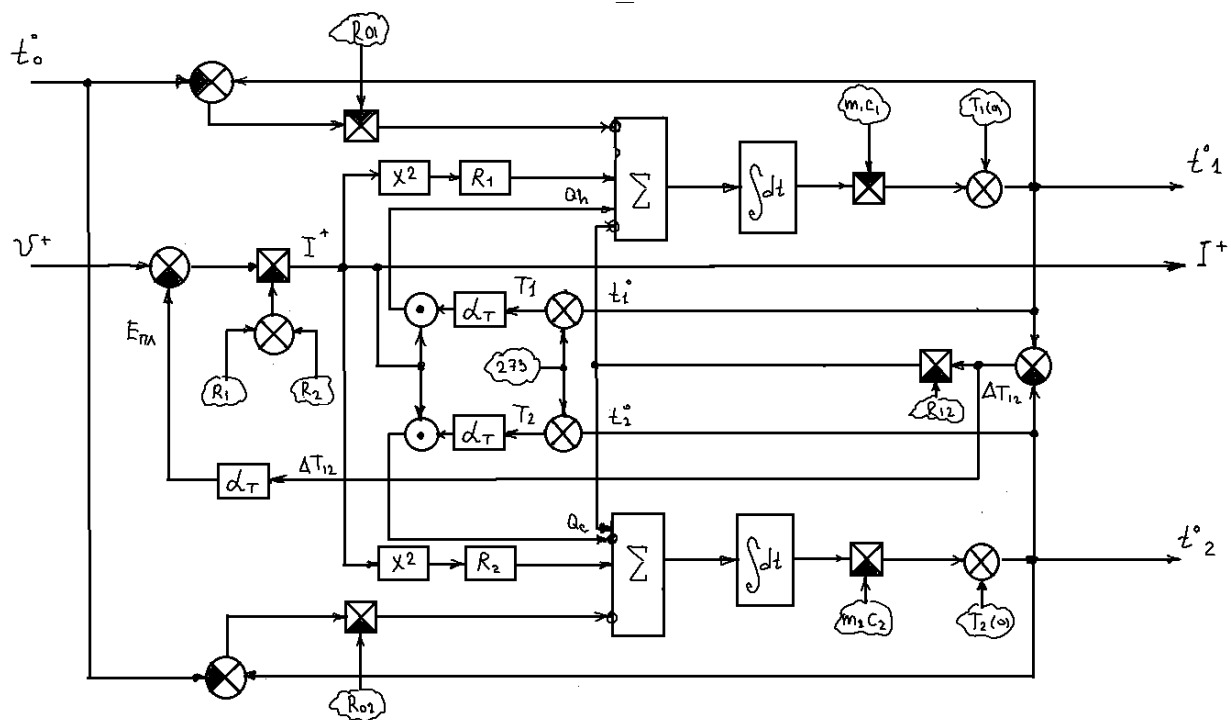 R01
t°0
m1C1
T1(0)
t°1
X²
R1
∑
∫dt
Qh
U+
I+
I+
EПЛ
T1
t1°
αT
R1
R2
273
R12
ΔT12
T2
t2°
αT
ΔT12
αT
Qc
X²
R2
∑
∫dt
t°2
m2C2
T2(0)
R02